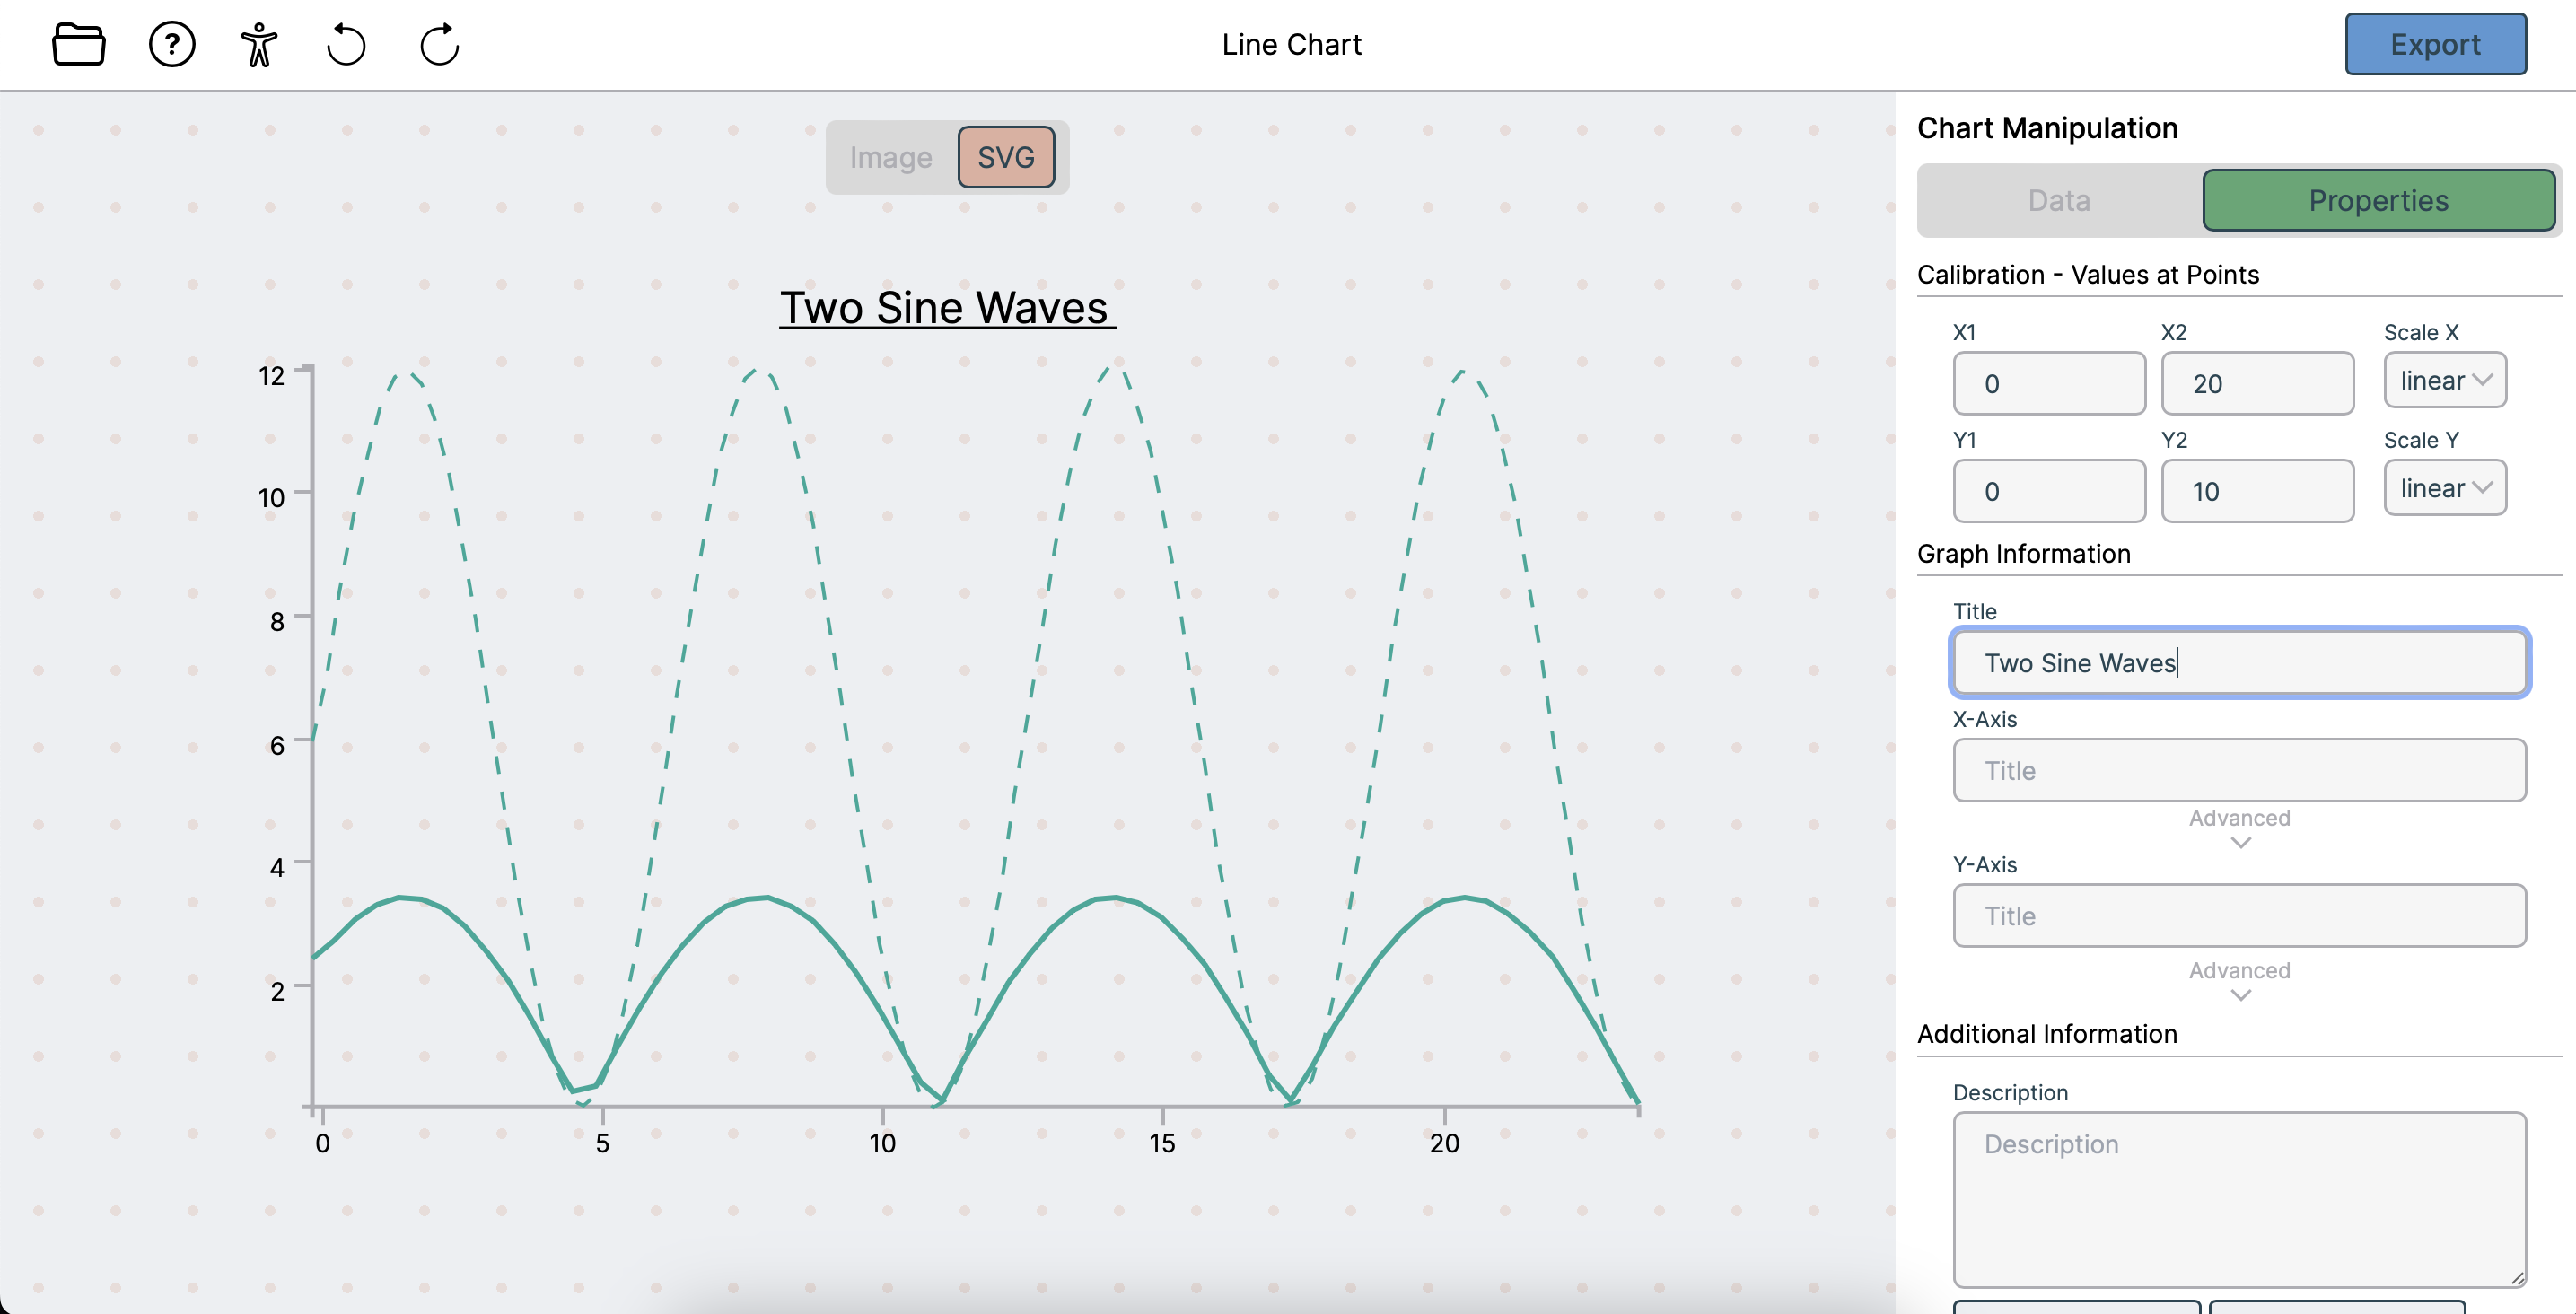 ?
Line Chart
Export
Image
SVG
Two Sine Waves
12
10
8
6
4
2
0
5
10
15
20
Chart Manipulation
Data
Properties
Calibration - Values at Points
X1
X2
Scale X
0
20
linear
Y1
Y2
Scale Y
0
10
linear
Graph Information
Title
Two Sine Waves
X-Axis
Title
Advanced
Y-Axis
Title
Advanced
Additional Information
Description
Description